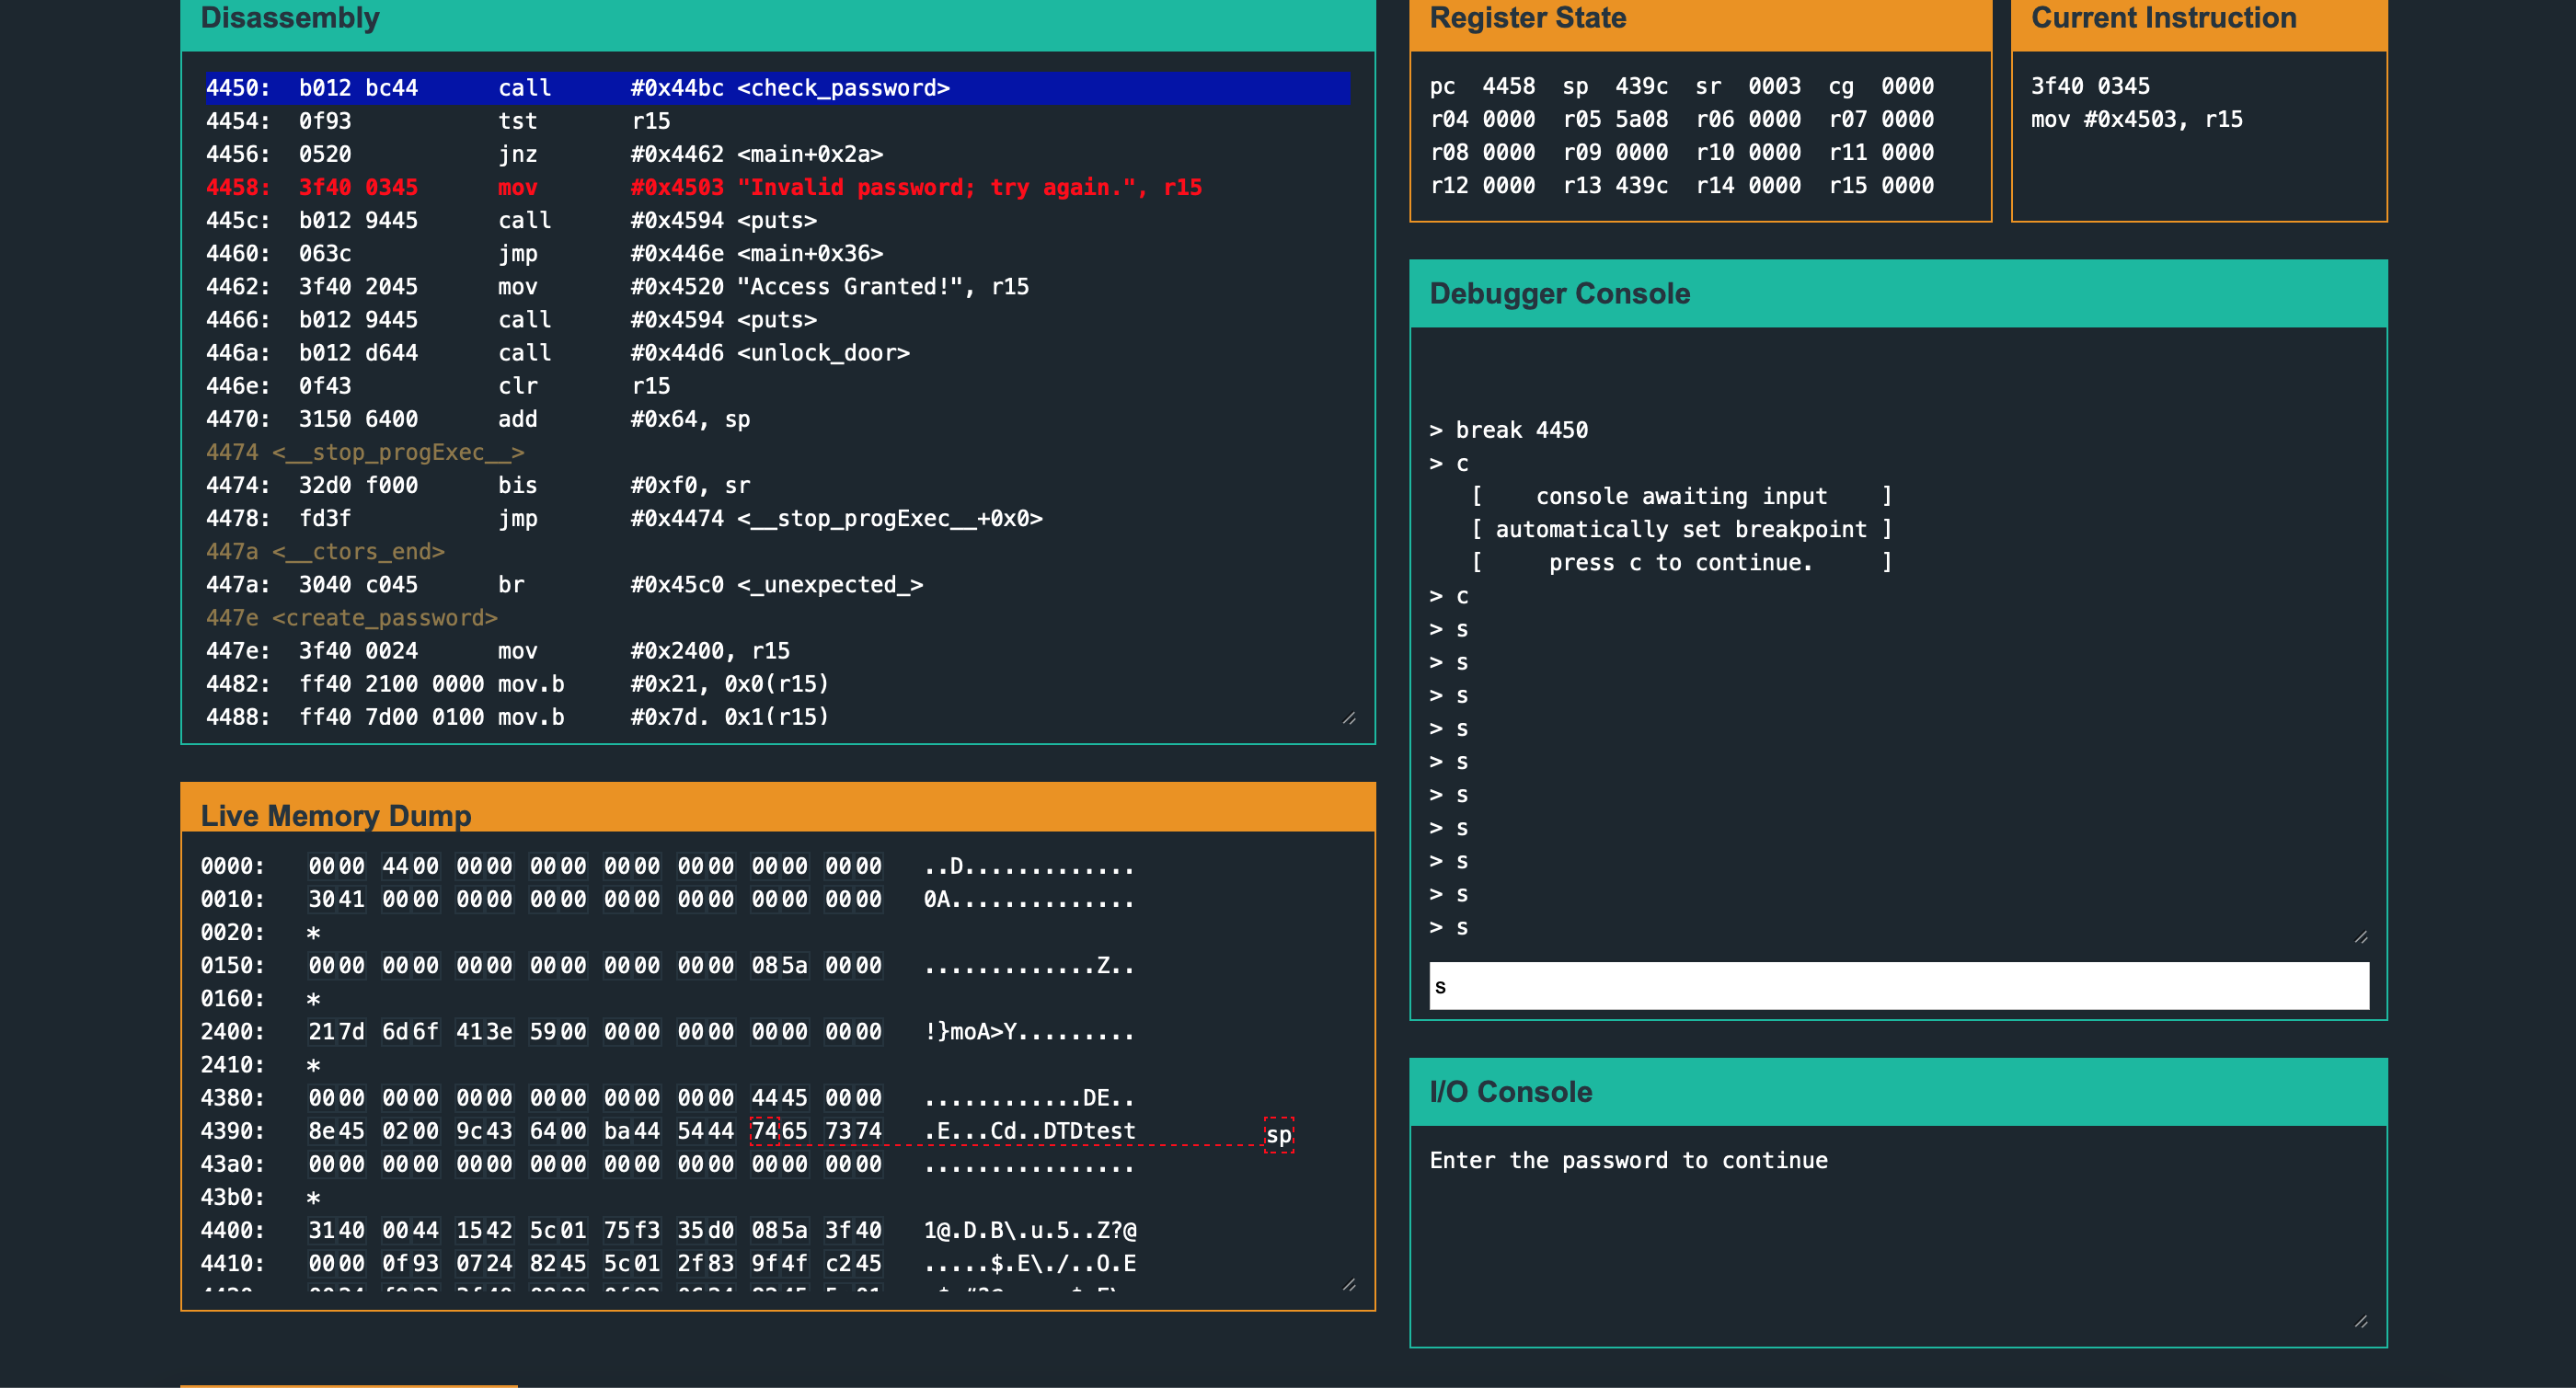 Disassembly
4450: b012 bc44 call #0x44bc <check_password>
4454: 0f93 tst r15
4456: 0520 jnz #0x4462 <main+0x2a>
4458: 3f40 0345 mov #0x4503 "Invalid password; try again.", r15
445c: b012 9445 call #0x4594 <puts>
4460: 063c jmp #0x446e <main+0x36>
4462: 3f40 2045 mov #0x4520 "Access Granted!", r15
4466: b012 9445 call #0x4594 <puts>
446a: b012 d644 call #0x44d6 <unlock_door>
446e: 0f43 clr r15
4470: 3150 6400 add #0x64, sp
4474 <__stop_progExec__>
4474: 32d0 f000 bis #0xf0, sr
4478: fd3f jmp #0x4474 <__stop_progExec__+0x0>
447a <__ctors_end>
447a: 3040 c045 br #0x45c0 <_unexpected_>
447e <create_password>
447e: 3f40 0024 mov #0x2400, r15
4482: ff40 2100 0000 mov.b #0x21, 0x0(r15)
4488: ff40 7d00 0100 mov.b #0x7d, 0x1(r15)
Live Memory Dump
0000: 0000 4400 0000 0000 0000 0000 0000 0000 ..D.............
0010: 3041 0000 0000 0000 0000 0000 0000 0000 0A..............
0020: *
0150: 0000 0000 0000 0000 0000 0000 085a 0000 .............Z..
0160: *
2400: 217d 6d6f 413e 5900 0000 0000 0000 0000 !}moA>Y.........
2410: *
4380: 0000 0000 0000 0000 0000 0000 4445 0000 ............DE..
4390: 8e45 0200 9c43 6400 ba44 5444 7465 7374 .E...Cd..DTDtest sp
43a0: 0000 0000 0000 0000 0000 0000 0000 0000 ................
43b0: *
4400: 3140 0044 1542 5c01 75f3 35d0 085a 3f40 1@.D.B\.u.5..Z?@
4410: 0000 0f93 0724 8245 5c01 2f83 9f4f c245 .....$.E\./..O.E
Register State
pc 4458 sp 439c sr 0003 cg 0000
r04 0000 r05 5a08 r06 0000 r07 0000
r08 0000 r09 0000 r10 0000 r11 0000
r12 0000 r13 439c r14 0000 r15 0000
Current Instruction
3f40 0345
mov #0x4503, r15
Debugger Console
> break 4450
> c
[ console awaiting input ]
[ automatically set breakpoint ]
[ press c to continue. ]
> c
> s
> s
> s
> s
> s
> s
> s
> s
> s
> s
s
I/O Console
Enter the password to continue